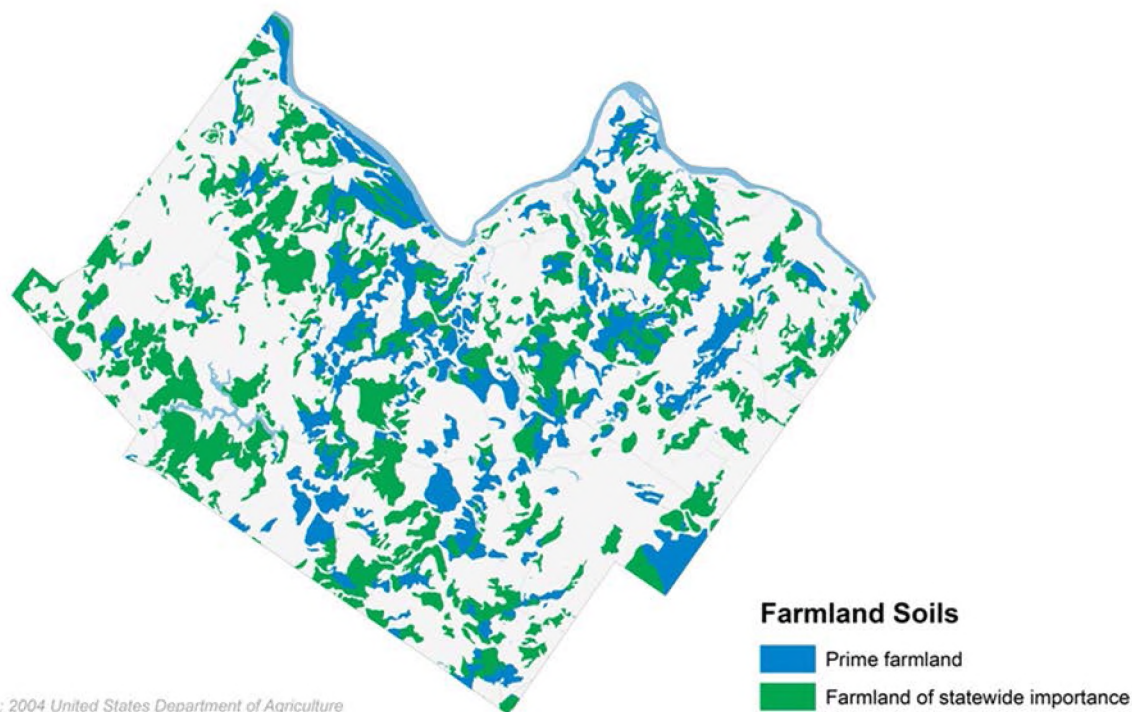 Farmland Soils
Prime farmland
Farmland of statewide importance
: 2004 United States Department of Agriculture